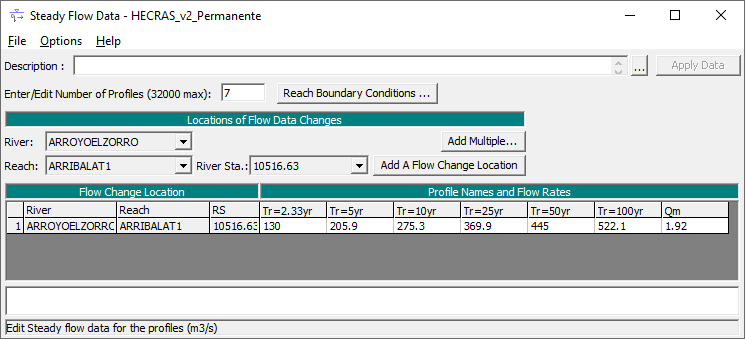 Steady Flow Data - HECRAS_v2_Permanente
File Options Help
Description : ... Apply Data
Enter/Edit Number of Profiles (32000 max): 7 Reach Boundary Conditions ...
Locations of Flow Data Changes
River: ARROYOELZORRO Add Multiple...
Reach: ARRIBALAT1 River Sta.: 10516.63 Add A Flow Change Location
Flow Change Location Profile Names and Flow Rates
River Reach RS Tr=2.33yr Tr=5yr Tr=10yr Tr=25yr Tr=50yr Tr=100yr Qm
1 ARROYOELZORRO ARRIBALAT1 10516.63 130 205.9 275.3 369.9 445 522.1 1.92
Edit Steady flow data for the profiles (m3/s)